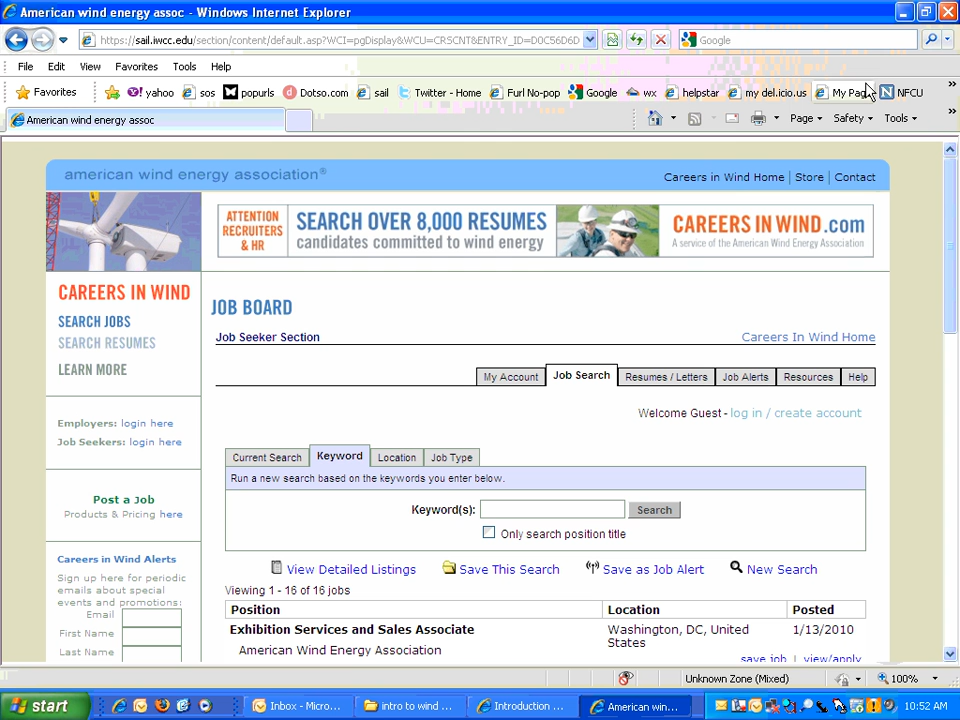 American wind energy assoc - Windows Internet Explorer
https://sail.iwcc.edu/section/content/default.asp?WCI=pgDisplay&WCU=CRSCNT&ENTRY_ID=D0C56D6D
Google
File Edit View Favorites Tools Help
Favorites yahoo sos popurls Dotso.com sail Twitter - Home Furl No-pop Google wx helpstar my del.icio.us My Pag NFCU
American wind energy assoc
Page Safety Tools
american wind energy association®
Careers in Wind Home | Store | Contact
ATTENTION RECRUITERS & HR
SEARCH OVER 8,000 RESUMES
candidates committed to wind energy
CAREERS IN WIND.com
A service of the American Wind Energy Association
CAREERS IN WIND
SEARCH JOBS
SEARCH RESUMES
LEARN MORE
Employers: login here
Job Seekers: login here
Post a Job
Products & Pricing here
Careers in Wind Alerts
Sign up here for periodic
emails about special
events and promotions:
Email
First Name
Last Name
JOB BOARD
Job Seeker Section
Careers In Wind Home
My Account Job Search Resumes / Letters Job Alerts Resources Help
Welcome Guest - log in / create account
Current Search Keyword Location Job Type
Run a new search based on the keywords you enter below.
Keyword(s): Search
Only search position title
View Detailed Listings Save This Search Save as Job Alert New Search
Viewing 1 - 16 of 16 jobs
Position Location Posted
Exhibition Services and Sales Associate
Washington, DC, United
States
1/13/2010
American Wind Energy Association
save job | view/apply
Unknown Zone (Mixed)
100%
start
Inbox - Micro...
intro to wind ...
Introduction ...
American win...
10:52 AM